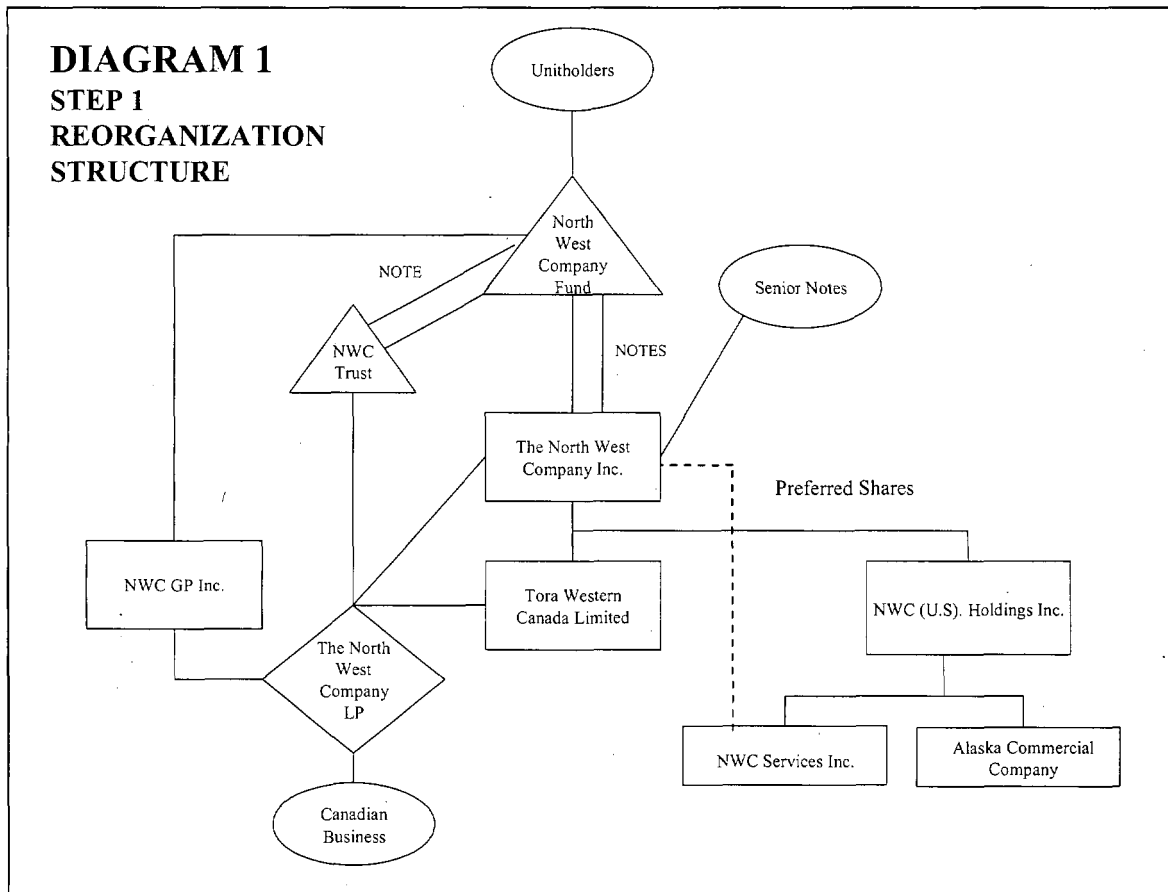 DIAGRAM 1
STEP 1
REORGANIZATION
STRUCTURE
Unitholders
North
West
Company
Fund
NOTE
Senior Notes
NWC
Trust
NOTES
The North West
Company Inc.
Preferred Shares
NWC GP Inc.
Tora Western
Canada Limited
NWC (U.S). Holdings Inc.
The North
West
Company
LP
NWC Services Inc.
Alaska Commercial
Company
Canadian
Business